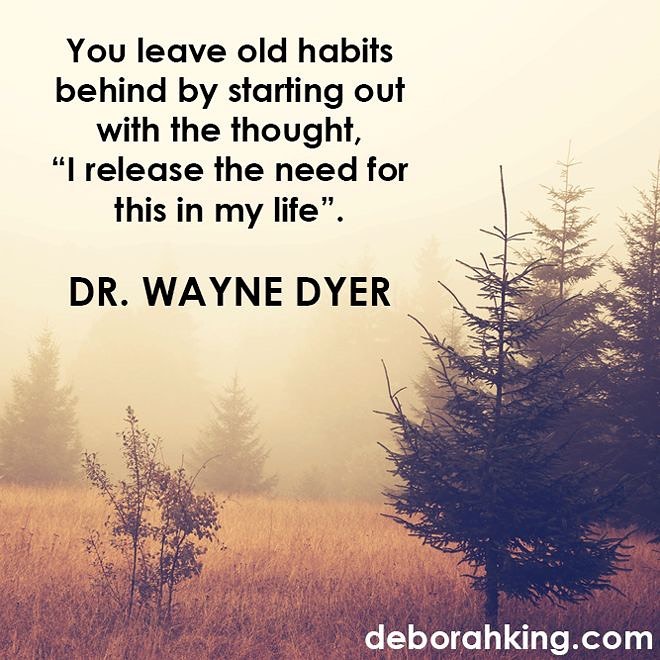 You leave old habits
behind by starting out
with the thought,
“I release the need for
this in my life”.
DR. WAYNE DYER
deborahking.com